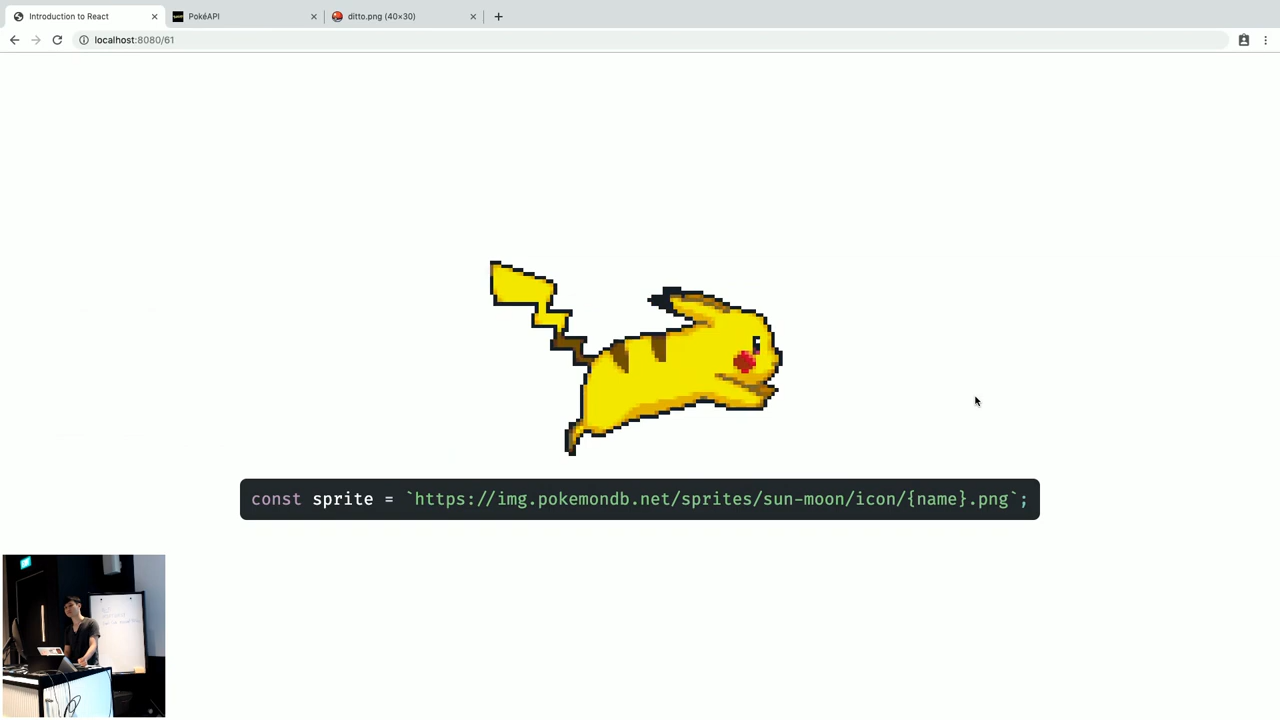 Introduction to React
PokéAPI
ditto.png (40×30)
localhost:8080/61
const sprite = `https://img.pokemondb.net/sprites/sun-moon/icon/{name}.png`;